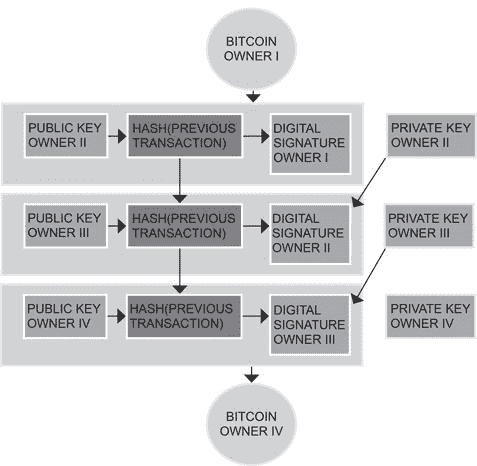 BITCOIN
OWNER I
PUBLIC KEY
OWNER II
HASH(PREVIOUS
TRANSACTION)
DIGITAL
SIGNATURE
OWNER I
PRIVATE KEY
OWNER II
PUBLIC KEY
OWNER III
HASH(PREVIOUS
TRANSACTION)
DIGITAL
SIGNATURE
OWNER II
PRIVATE KEY
OWNER III
PUBLIC KEY
OWNER IV
HASH(PREVIOUS
TRANSACTION)
DIGITAL
SIGNATURE
OWNER III
PRIVATE KEY
OWNER IV
BITCOIN
OWNER IV